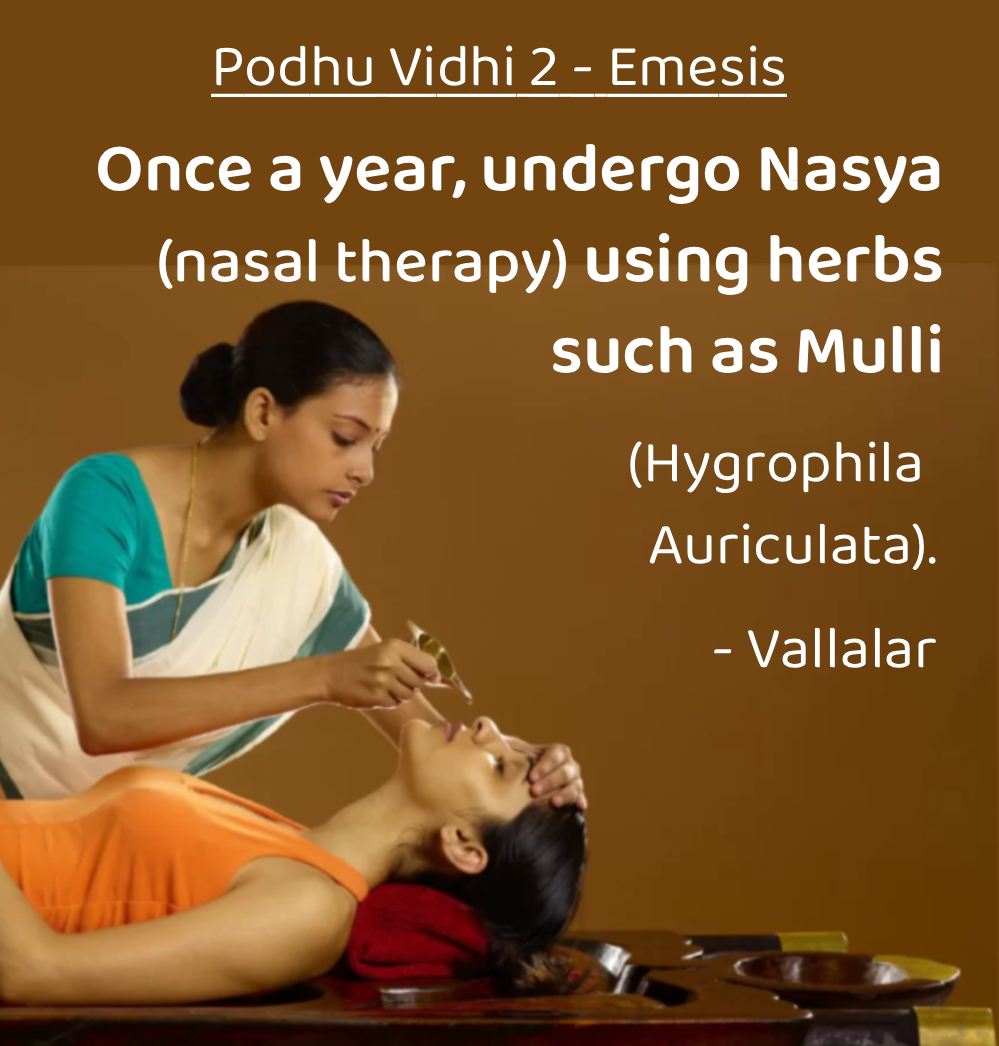 Podhu Vidhi 2 - Emesis
Once a year, undergo Nasya
(nasal therapy) using herbs
such as Mulli
(Hygrophila
Auriculata).
- Vallalar